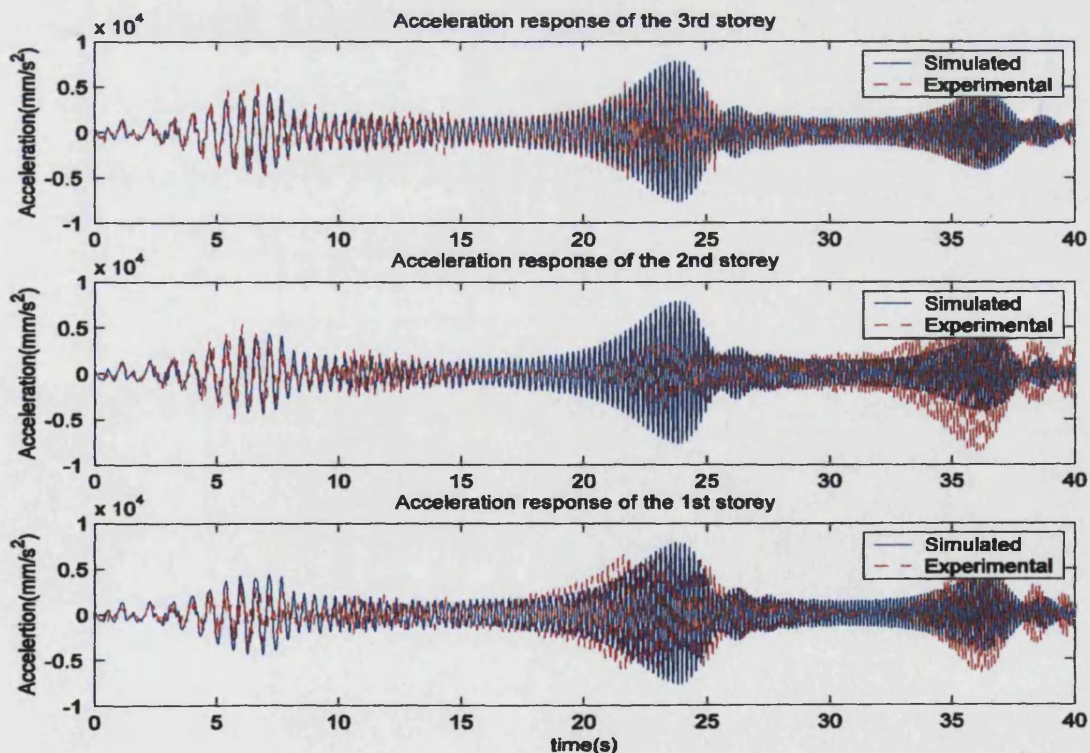 Acceleration response of the 3rd storey
x 10^4
1
0.5
0
-0.5
-1
Acceleration(mm/s²)
Simulated
Experimental
0 5 10 15 20 25 30 35 40
Acceleration response of the 2nd storey
x 10^4
1
0.5
0
-0.5
-1
Acceleration(mm/s²)
Simulated
Experimental
0 5 10 15 20 25 30 35 40
Acceleration response of the 1st storey
x 10^4
1
0.5
0
-0.5
-1
Accelertion(mm/s²)
Simulated
Experimental
0 5 10 15 20 25 30 35 40
time(s)